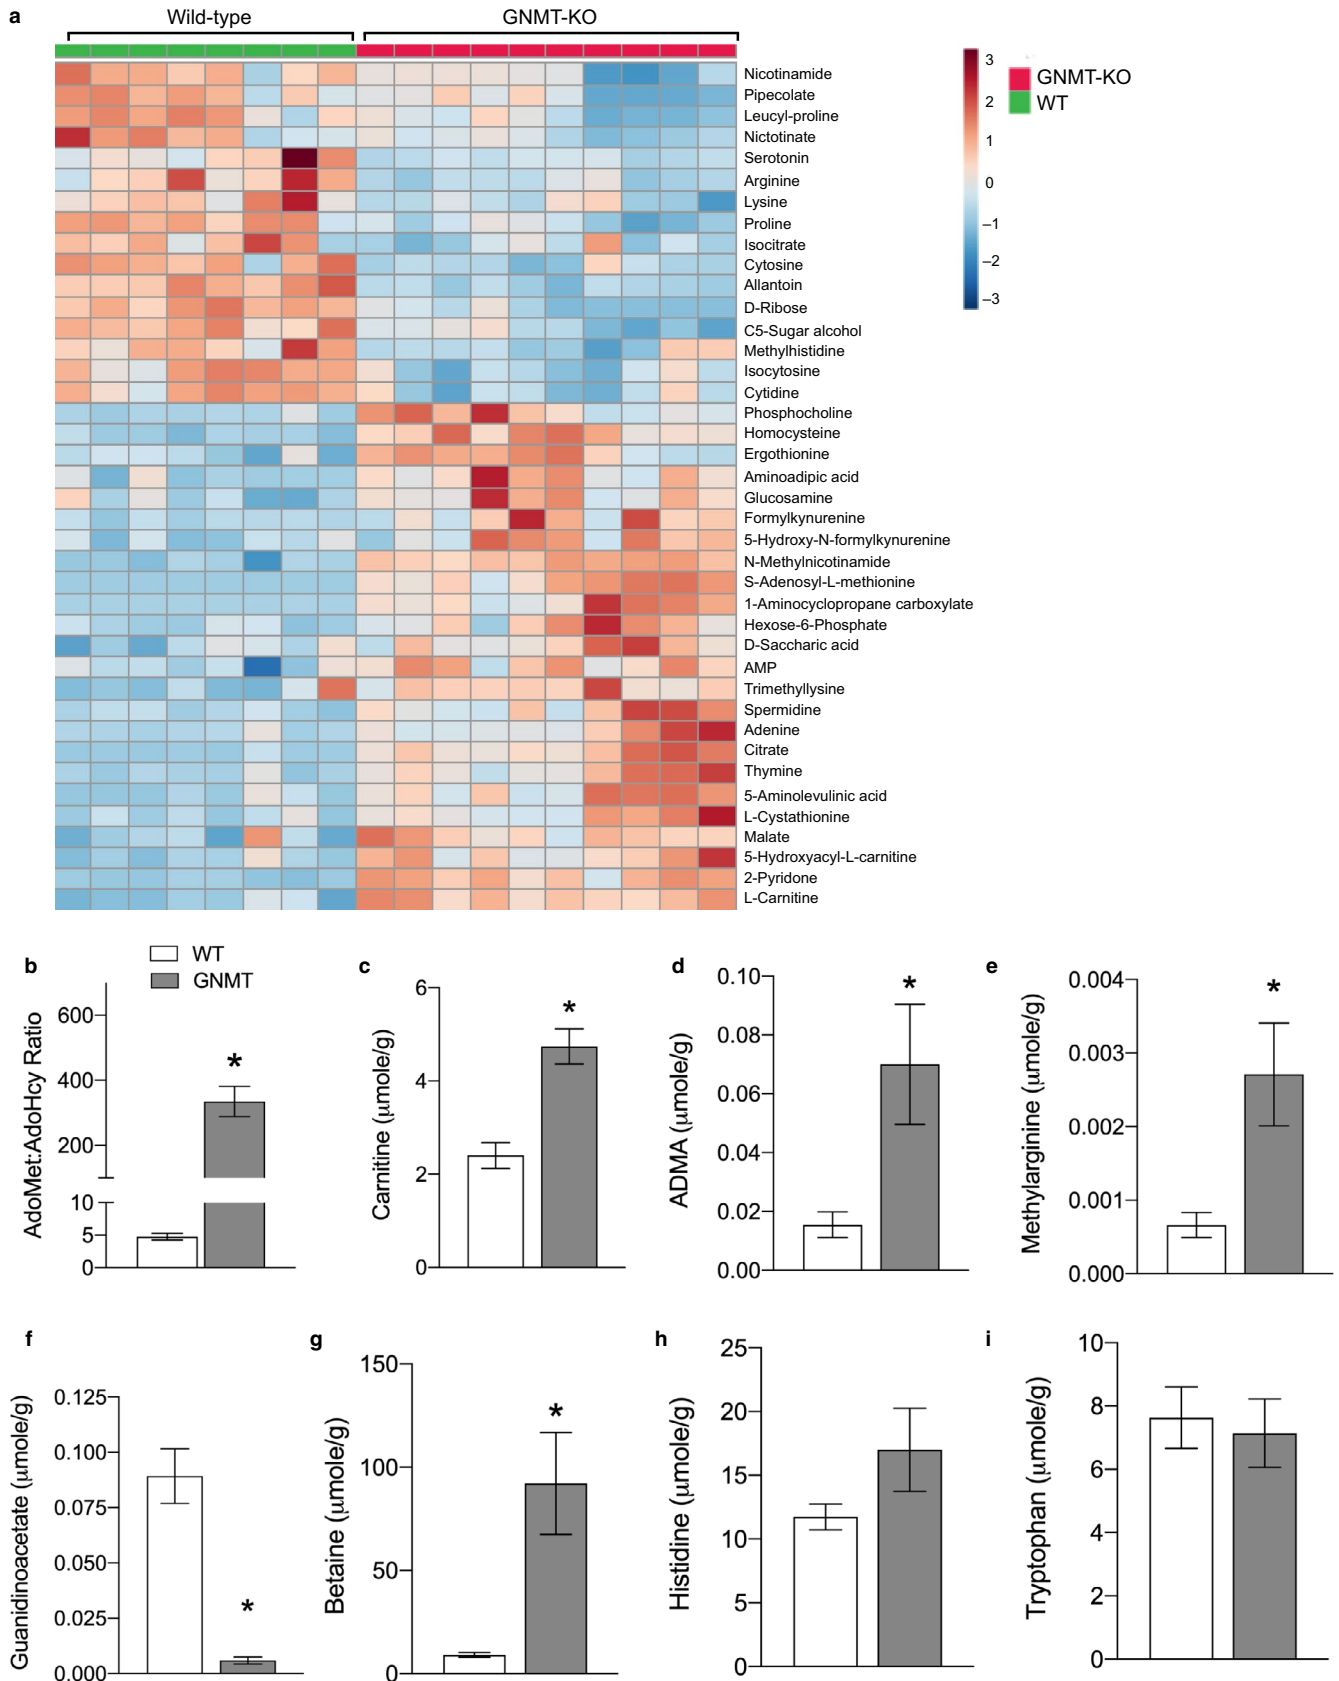 a
Wild-type
GNMT-KO
Nicotinamide
Pipecolate
Leucyl-proline
Nictotinate
Serotonin
Arginine
Lysine
Proline
Isocitrate
Cytosine
Allantoin
D-Ribose
C5-Sugar alcohol
Methylhistidine
Isocytosine
Cytidine
Phosphocholine
Homocysteine
Ergothionine
Aminoadipic acid
Glucosamine
Formylkynurenine
5-Hydroxy-N-formylkynurenine
N-Methylnicotinamide
S-Adenosyl-L-methionine
1-Aminocyclopropane carboxylate
Hexose-6-Phosphate
D-Saccharic acid
AMP
Trimethyllysine
Spermidine
Adenine
Citrate
Thymine
5-Aminolevulinic acid
L-Cystathionine
Malate
5-Hydroxyacyl-L-carnitine
2-Pyridone
L-Carnitine
3
2
1
0
–1
–2
–3
GNMT-KO
WT
b
WT
GNMT
AdoMet:AdoHcy Ratio
600
400
200
10
5
0
*
c
Carnitine (μmole/g)
6
4
2
0
*
d
ADMA (μmole/g)
0.10
0.08
0.06
0.04
0.02
0.00
*
e
Methylarginine (μmole/g)
0.004
0.003
0.002
0.001
0.000
*
f
Guanidinoacetate (μmole/g)
0.125
0.100
0.075
0.050
0.025
0.000
*
g
Betaine (μmole/g)
150
100
50
0
*
h
Histidine (μmole/g)
25
20
15
10
5
0
i
Tryptophan (μmole/g)
10
8
6
4
2
0